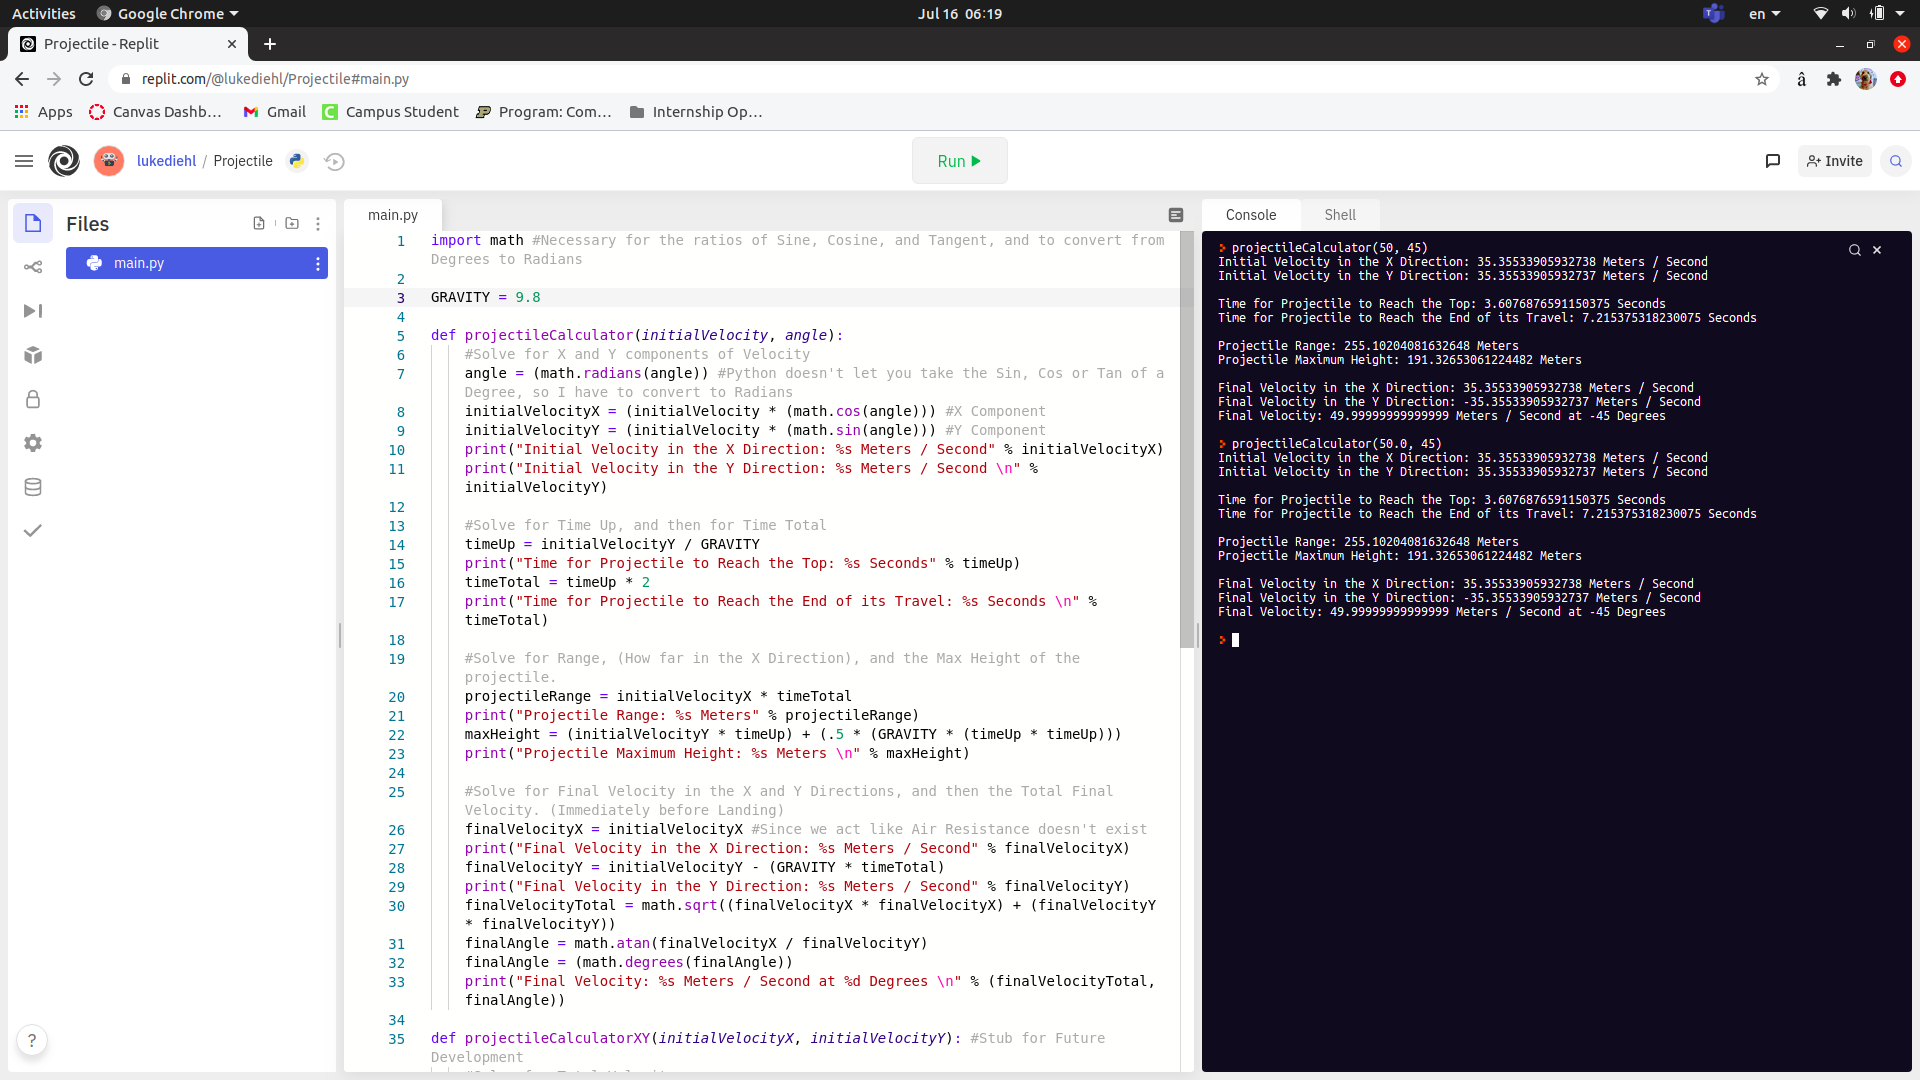 Activities
Google Chrome
Jul 16 06:19
en
Projectile - Replit
replit.com/@lukediehl/Projectile#main.py
â
Apps
Canvas Dashb…
Gmail
Campus Student
Program: Com…
Internship Op…
lukediehl / Projectile
Run
Invite
Files
main.py
main.py
1 import math #Necessary for the ratios of Sine, Cosine, and Tangent, and to convert from
Degrees to Radians
2
3 GRAVITY = 9.8
4
5 def projectileCalculator(initialVelocity, angle):
6 #Solve for X and Y components of Velocity
7 angle = (math.radians(angle)) #Python doesn't let you take the Sin, Cos or Tan of a
Degree, so I have to convert to Radians
8 initialVelocityX = (initialVelocity * (math.cos(angle))) #X Component
9 initialVelocityY = (initialVelocity * (math.sin(angle))) #Y Component
10 print("Initial Velocity in the X Direction: %s Meters / Second" % initialVelocityX)
11 print("Initial Velocity in the Y Direction: %s Meters / Second \n" %
initialVelocityY)
12
13 #Solve for Time Up, and then for Time Total
14 timeUp = initialVelocityY / GRAVITY
15 print("Time for Projectile to Reach the Top: %s Seconds" % timeUp)
16 timeTotal = timeUp * 2
17 print("Time for Projectile to Reach the End of its Travel: %s Seconds \n" %
timeTotal)
18
19 #Solve for Range, (How far in the X Direction), and the Max Height of the
projectile.
20 projectileRange = initialVelocityX * timeTotal
21 print("Projectile Range: %s Meters" % projectileRange)
22 maxHeight = (initialVelocityY * timeUp) + (.5 * (GRAVITY * (timeUp * timeUp)))
23 print("Projectile Maximum Height: %s Meters \n" % maxHeight)
24
25 #Solve for Final Velocity in the X and Y Directions, and then the Total Final
Velocity. (Immediately before Landing)
26 finalVelocityX = initialVelocityX #Since we act like Air Resistance doesn't exist
27 print("Final Velocity in the X Direction: %s Meters / Second" % finalVelocityX)
28 finalVelocityY = initialVelocityY - (GRAVITY * timeTotal)
29 print("Final Velocity in the Y Direction: %s Meters / Second" % finalVelocityY)
30 finalVelocityTotal = math.sqrt((finalVelocityX * finalVelocityX) + (finalVelocityY
* finalVelocityY))
31 finalAngle = math.atan(finalVelocityX / finalVelocityY)
32 finalAngle = (math.degrees(finalAngle))
33 print("Final Velocity: %s Meters / Second at %d Degrees \n" % (finalVelocityTotal,
finalAngle))
34
35 def projectileCalculatorXY(initialVelocityX, initialVelocityY): #Stub for Future
Development
?
Console
Shell
projectileCalculator(50, 45)
Initial Velocity in the X Direction: 35.35533905932738 Meters / Second
Initial Velocity in the Y Direction: 35.35533905932737 Meters / Second
Time for Projectile to Reach the Top: 3.6076876591150375 Seconds
Time for Projectile to Reach the End of its Travel: 7.215375318230075 Seconds
Projectile Range: 255.10204081632648 Meters
Projectile Maximum Height: 191.32653061224482 Meters
Final Velocity in the X Direction: 35.35533905932738 Meters / Second
Final Velocity in the Y Direction: -35.35533905932737 Meters / Second
Final Velocity: 49.99999999999999 Meters / Second at -45 Degrees
projectileCalculator(50.0, 45)
Initial Velocity in the X Direction: 35.35533905932738 Meters / Second
Initial Velocity in the Y Direction: 35.35533905932737 Meters / Second
Time for Projectile to Reach the Top: 3.6076876591150375 Seconds
Time for Projectile to Reach the End of its Travel: 7.215375318230075 Seconds
Projectile Range: 255.10204081632648 Meters
Projectile Maximum Height: 191.32653061224482 Meters
Final Velocity in the X Direction: 35.35533905932738 Meters / Second
Final Velocity in the Y Direction: -35.35533905932737 Meters / Second
Final Velocity: 49.99999999999999 Meters / Second at -45 Degrees